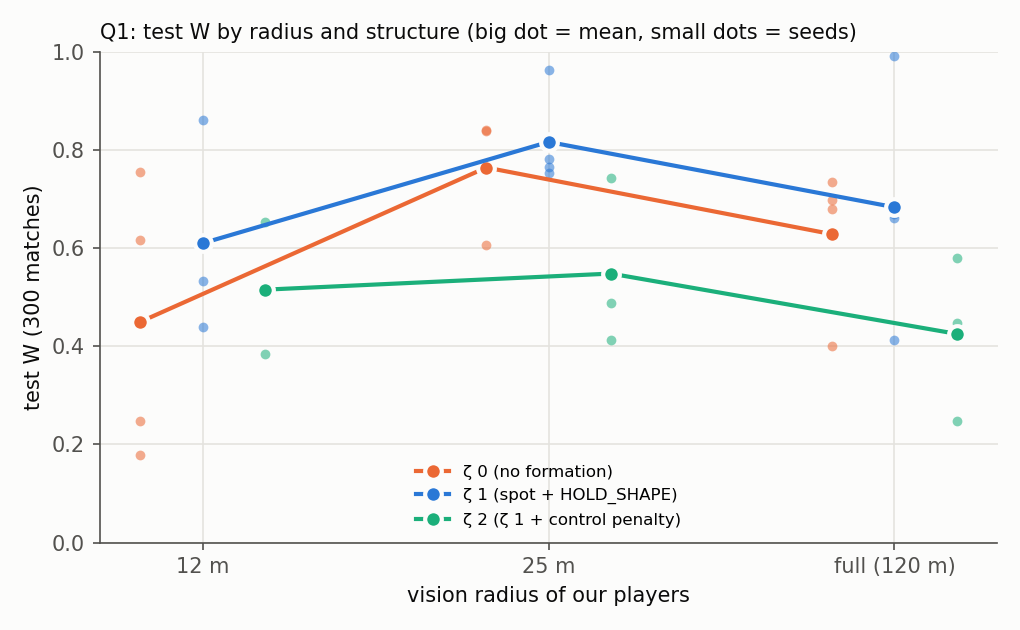 Q1: test W by radius and structure (big dot = mean, small dots = seeds)
1.0
0.8
0.6
0.4
0.2
0.0
test W (300 matches)
ζ 0 (no formation)
ζ 1 (spot + HOLD_SHAPE)
ζ 2 (ζ 1 + control penalty)
12 m
25 m
full (120 m)
vision radius of our players